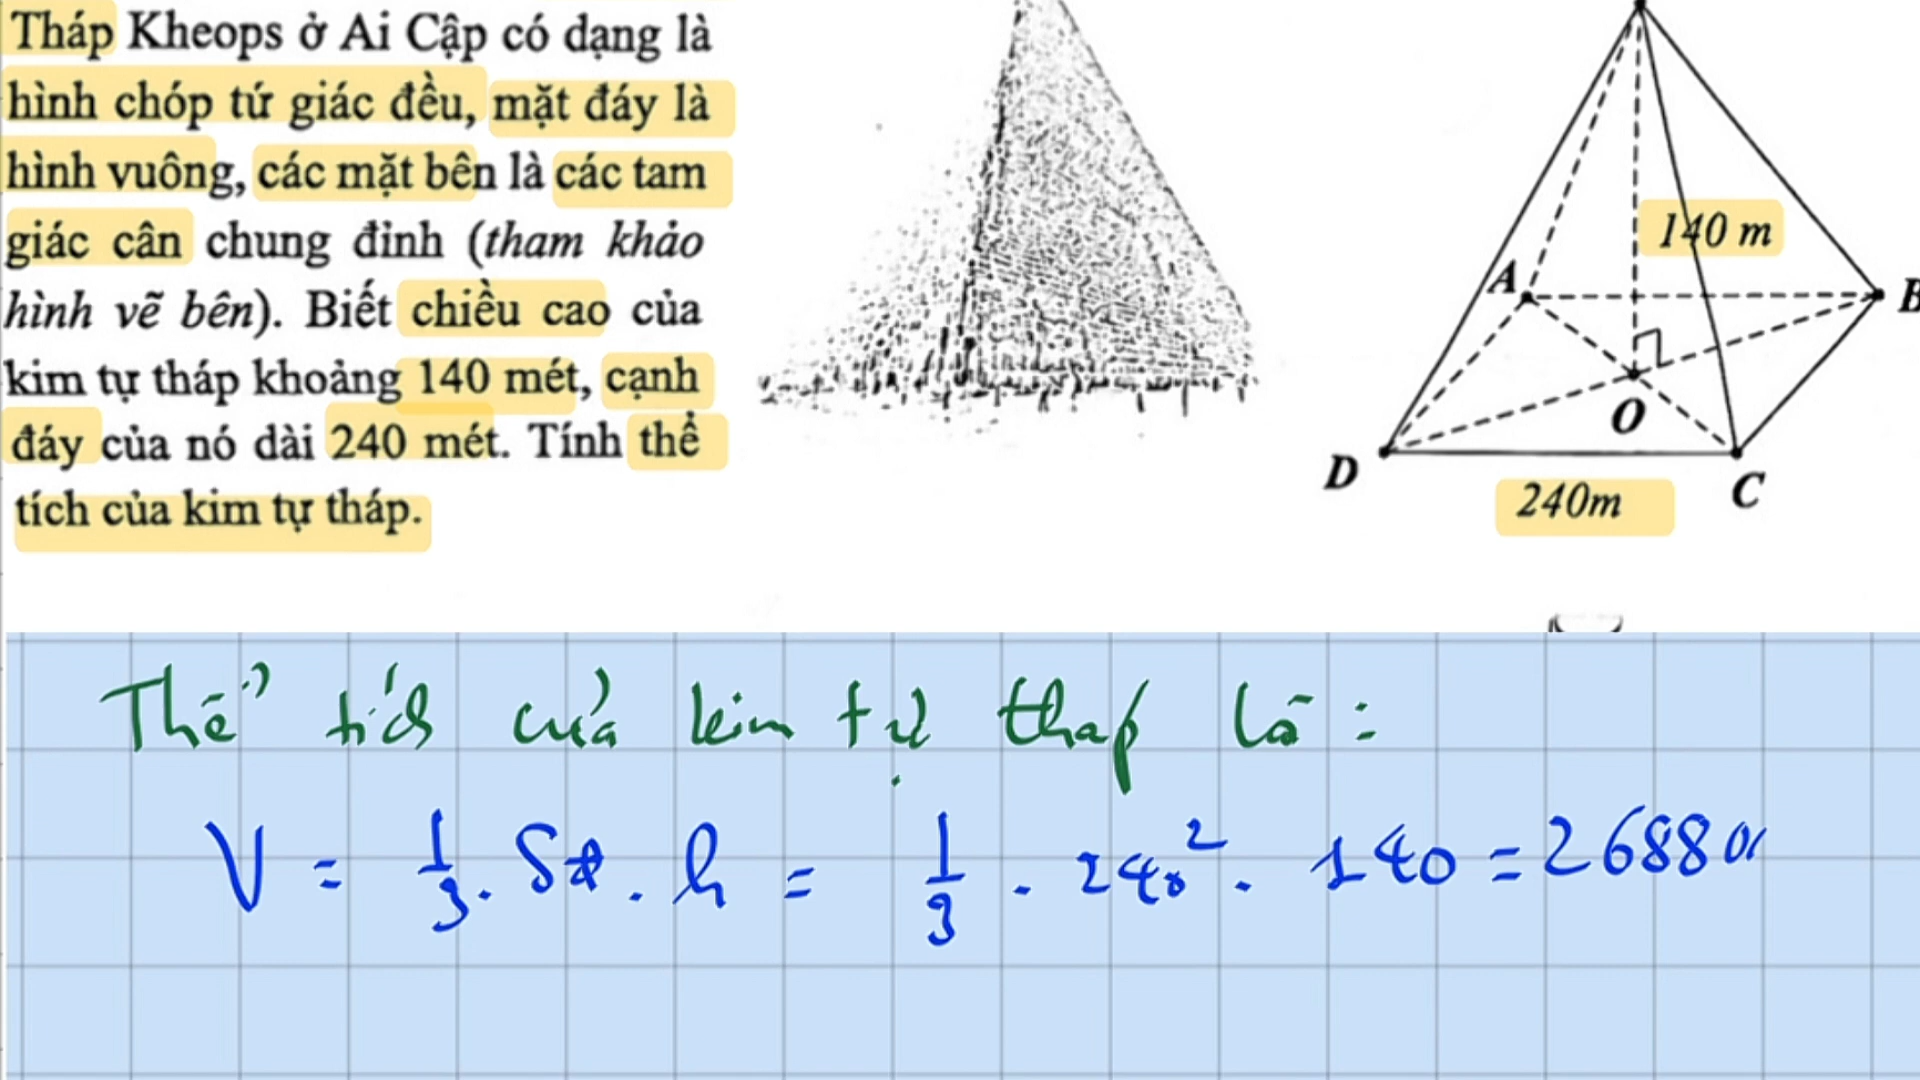 Tháp Kheops ở Ai Cập có dạng là
hình chóp tứ giác đều, mặt đáy là
hình vuông, các mặt bên là các tam
giác cân chung đỉnh (tham khảo
hình vẽ bên). Biết chiều cao của
kim tự tháp khoảng 140 mét, cạnh
đáy của nó dài 240 mét. Tính thể
tích của kim tự tháp.
140 m
A
B
O
D
C
240m
Thể tích của kim tự thap là :
V = 1/3 . Sđ . h = 1/3 . 240² . 140 = 2688 0